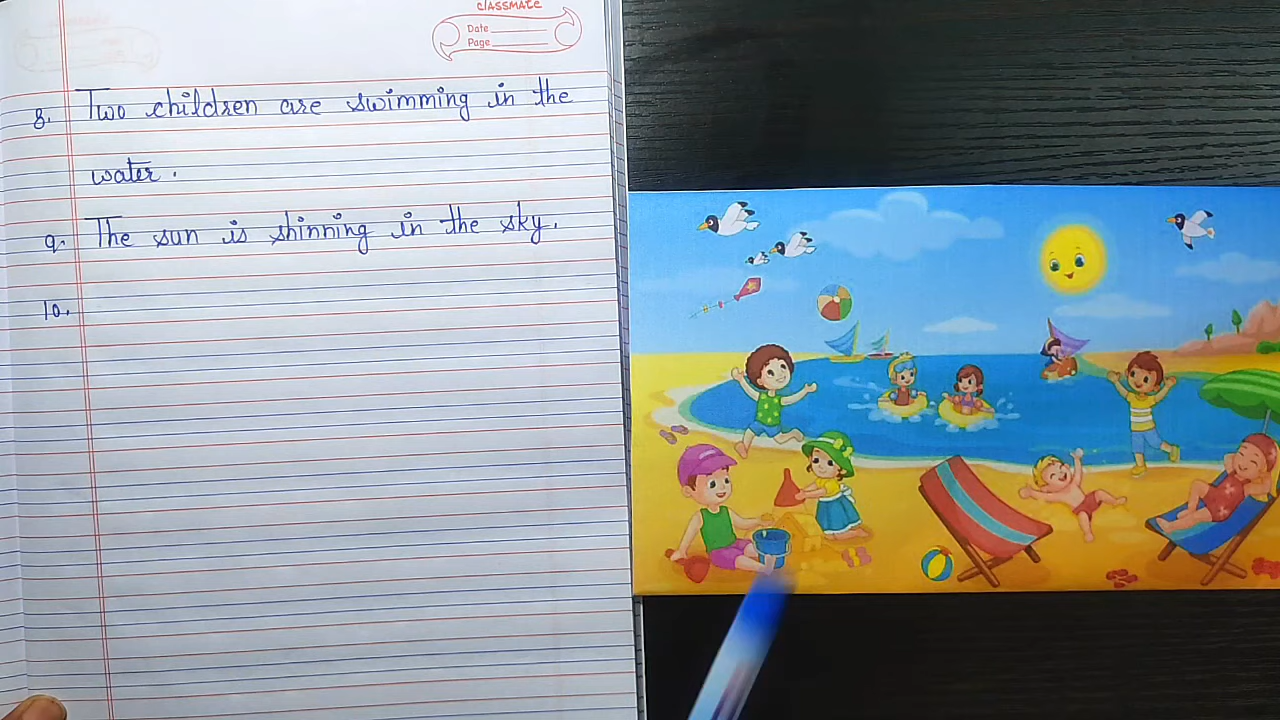 CLASSMATE
Date
Page
8. Two children are swimming in the
water.
9. The sun is shinning in the sky.
10.